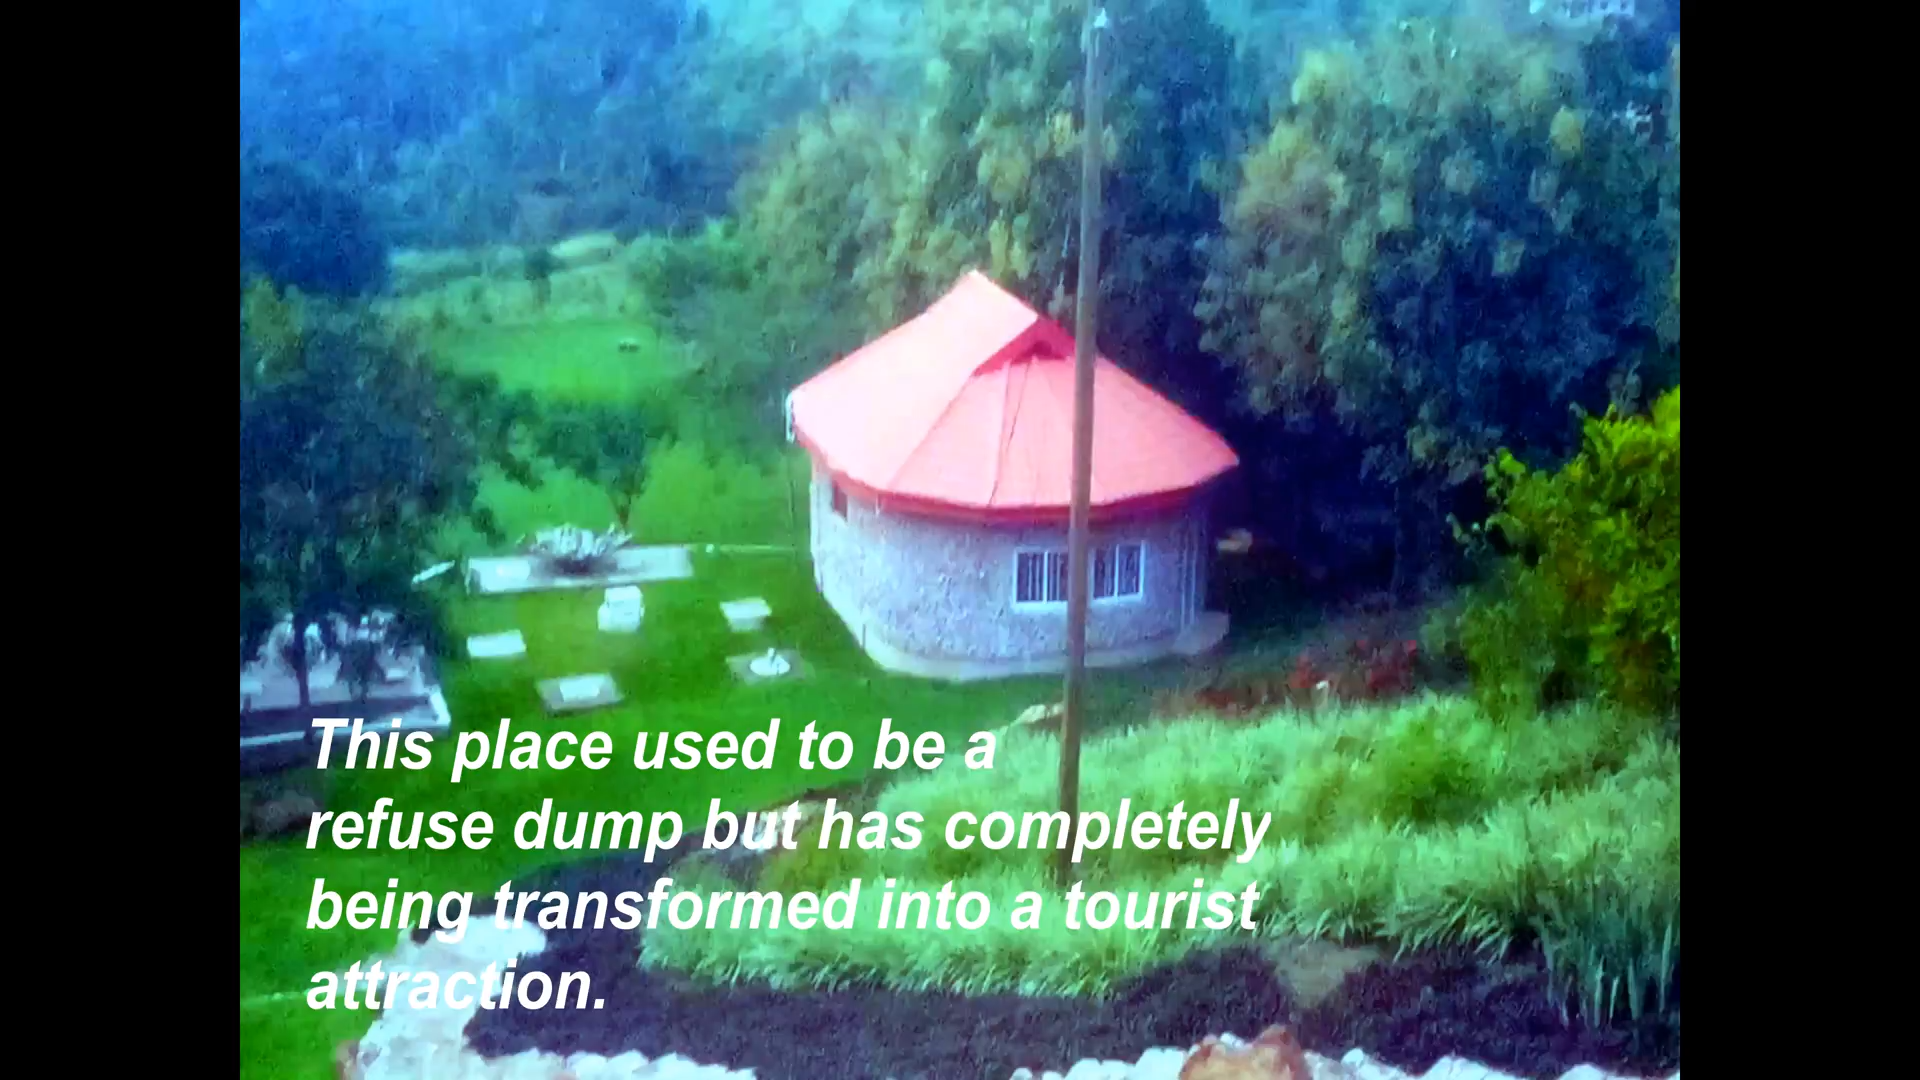 This place used to be a
refuse dump but has completely
being transformed into a tourist
attraction.